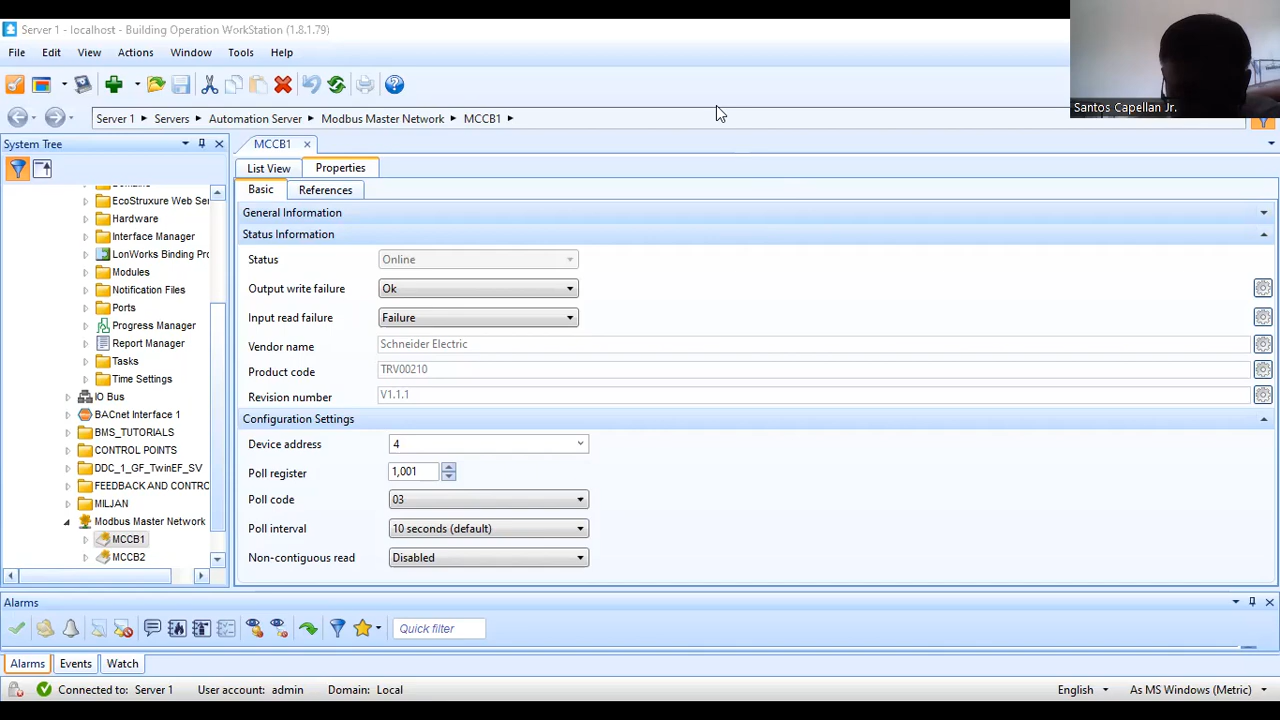 Server 1 - localhost - Building Operation WorkStation (1.8.1.79)
File Edit View Actions Tools Help
Santos Capellan Jr.
Server 1 Servers Automation Server Modbus Master Network MCCB1
System Tree
MCCB1
List View Properties
Basic References
EcoStruxure Web Ser
Hardware
Interface Manager
LonWorks Binding Pro
Modules
Notification Files
Ports
Progress Manager
Report Manager
Tasks
Time Settings
IO Bus
BACnet Interface 1
BMS_TUTORIALS
CONTROL POINTS
DDC_1_GF_TwinEF_SV
FEEDBACK AND CONTRO
MILJAN
Modbus Master Network
MCCB1
MCCB2
General Information
Status Information
Status Online
Output write failure Ok
Input read failure Failure
Vendor name Schneider Electric
Product code TRV00210
Revision number V1.1.1
Configuration Settings
Device address 4
Poll register 1,001
Poll code 03
Poll interval 10 seconds (default)
Non-contiguous read Disabled
Alarms
Quick filter
Alarms Events Watch
Connected to: Server 1 User account: admin Domain: Local English As MS Windows (Metric)